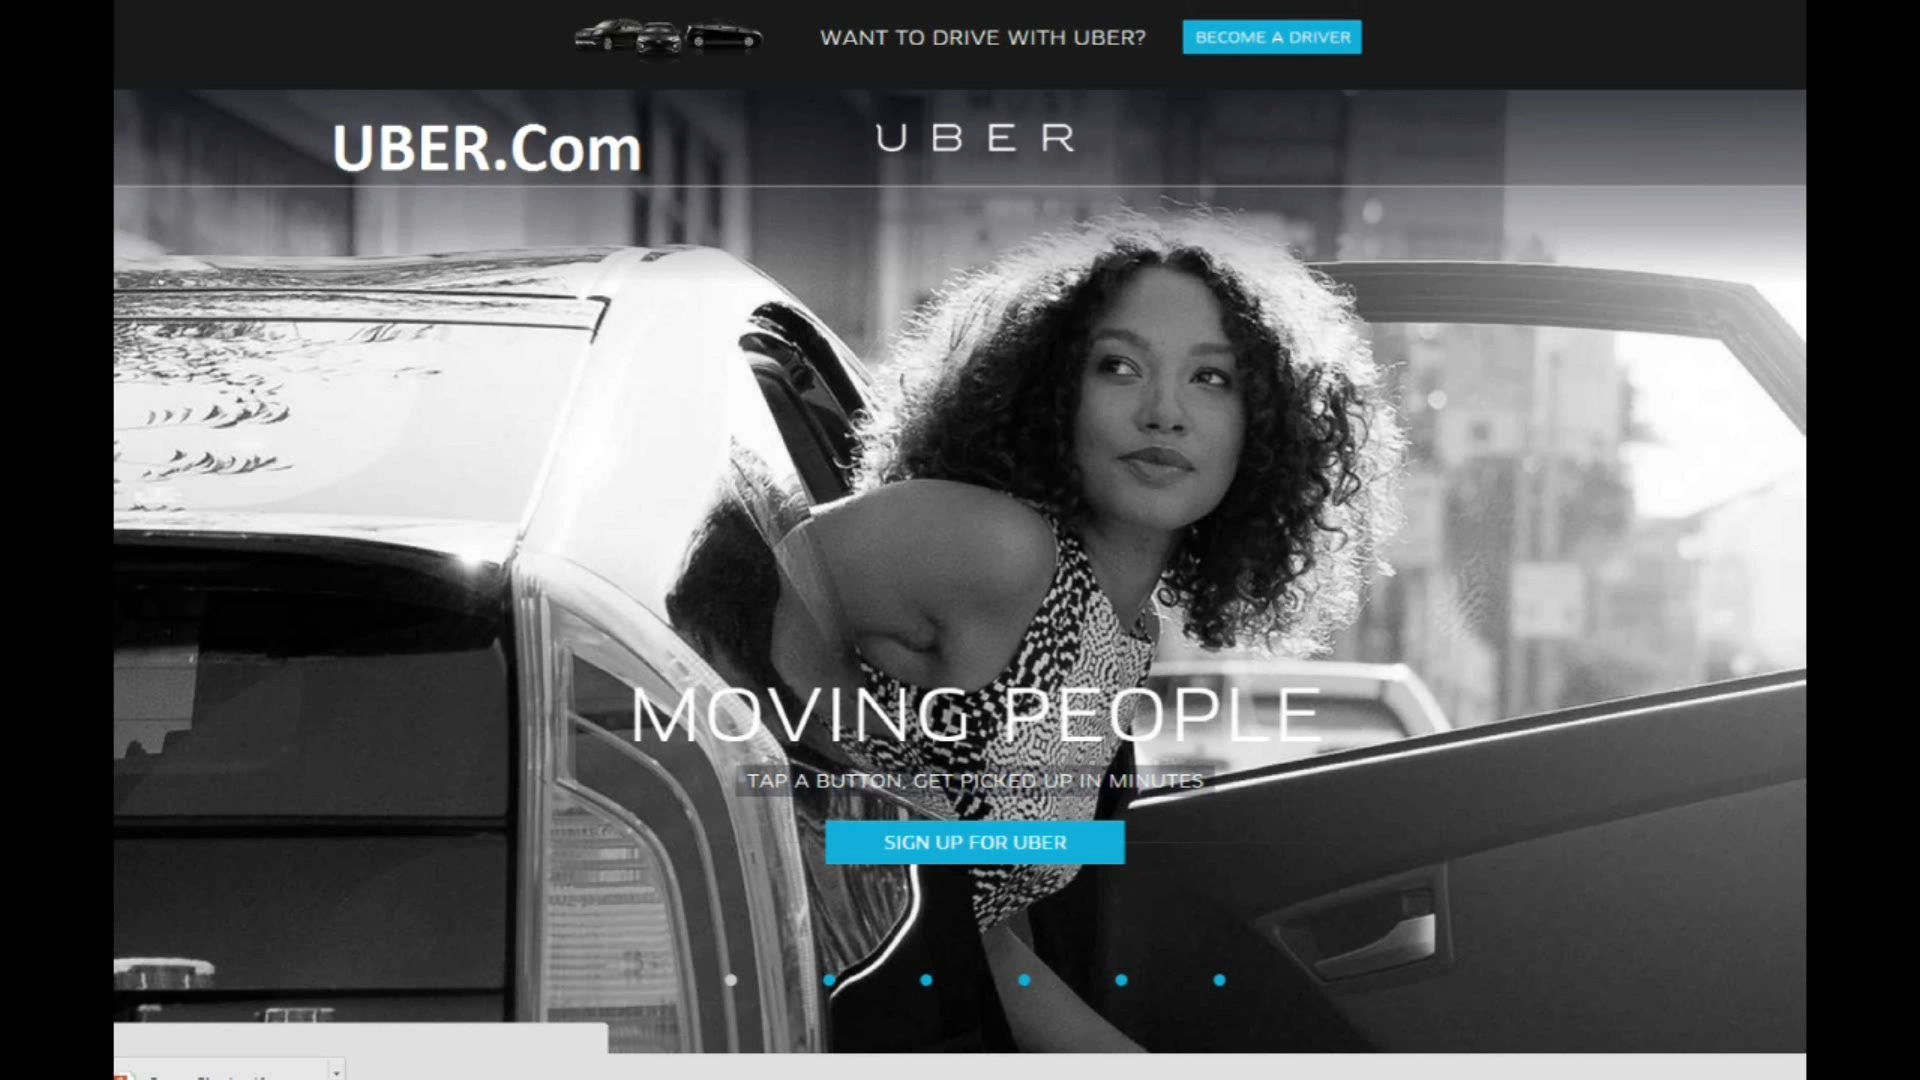 WANT TO DRIVE WITH UBER?
BECOME A DRIVER
UBER.Com
UBER
MOVING PEOPLE
TAP A BUTTON, GET PICKED UP IN MINUTES
SIGN UP FOR UBER